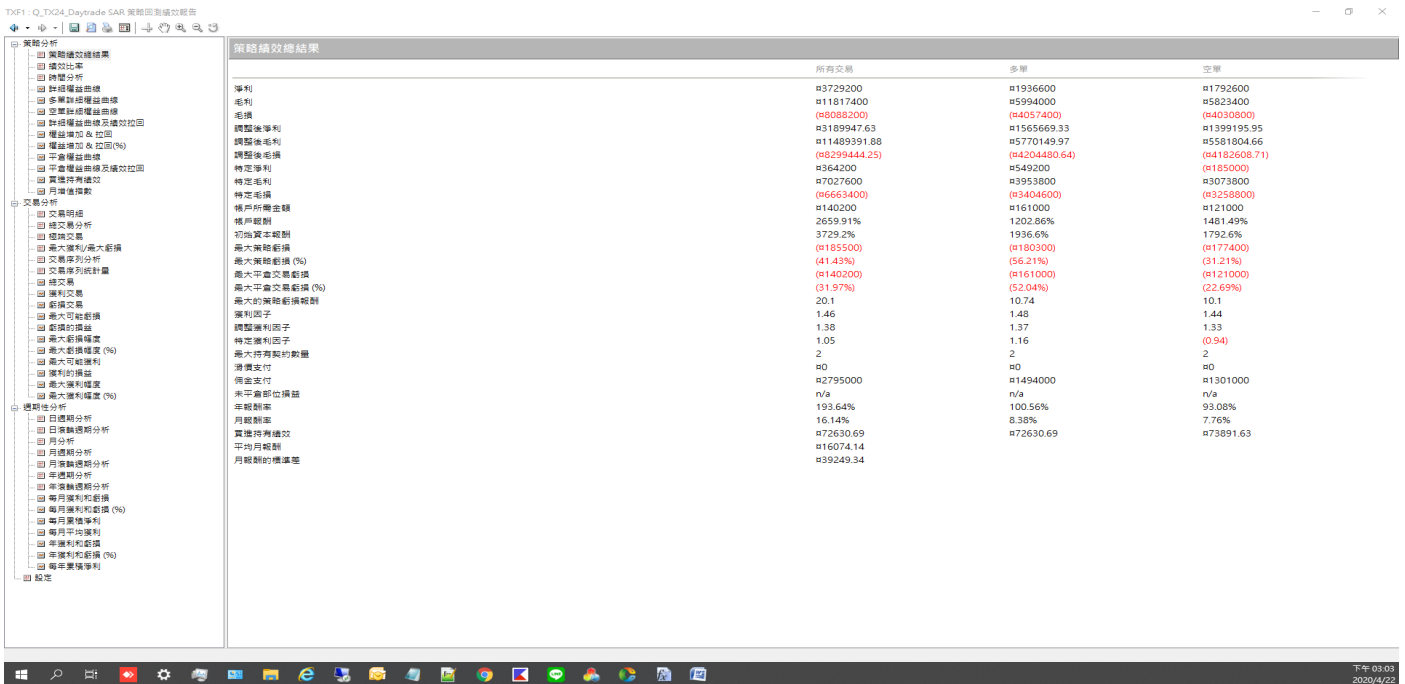 TXF1 : Q_TX24_Daytrade SAR 策略回測績效報告
策略分析
策略績效總結果
績效比率
時間分析
詳細權益曲線
多單詳細權益曲線
空單詳細權益曲線
詳細權益曲線及績效拉回
權益增加 & 拉回
權益增加 & 拉回(%)
平倉權益曲線
平倉權益曲線及績效拉回
買進持有績效
月增值指數
交易分析
交易明細
總交易分析
極端交易
最大獲利/最大虧損
交易序列分析
交易序列統計量
總交易
獲利交易
虧損交易
最大可能虧損
虧損的損益
最大虧損幅度
最大虧損幅度 (%)
最大可能獲利
獲利的損益
最大獲利幅度
最大獲利幅度 (%)
週期性分析
日週期分析
日滾輪週期分析
月分析
月週期分析
月滾輪週期分析
年週期分析
年滾輪週期分析
每月獲利和虧損
每月獲利和虧損 (%)
每月累積淨利
每月平均獲利
年獲利和虧損
年獲利和虧損 (%)
每年累積淨利
設定
策略績效總結果
所有交易 多單 空單
淨利 ¤3729200 ¤1936600 ¤1792600
毛利 ¤11817400 ¤5994000 ¤5823400
毛損 (¤8088200) (¤4057400) (¤4030800)
調整後淨利 ¤3189947.63 ¤1565669.33 ¤1399195.95
調整後毛利 ¤11489391.88 ¤5770149.97 ¤5581804.66
調整後毛損 (¤8299444.25) (¤4204480.64) (¤4182608.71)
特定淨利 ¤364200 ¤549200 (¤185000)
特定毛利 ¤7027600 ¤3953800 ¤3073800
特定毛損 (¤6663400) (¤3404600) (¤3258800)
帳戶所需金額 ¤140200 ¤161000 ¤121000
帳戶報酬 2659.91% 1202.86% 1481.49%
初始資本報酬 3729.2% 1936.6% 1792.6%
最大策略虧損 (¤185500) (¤180300) (¤177400)
最大策略虧損 (%) (41.43%) (56.21%) (31.21%)
最大平倉交易虧損 (¤140200) (¤161000) (¤121000)
最大平倉交易虧損 (%) (31.97%) (52.04%) (22.69%)
最大的策略虧損報酬 20.1 10.74 10.1
獲利因子 1.46 1.48 1.44
調整獲利因子 1.38 1.37 1.33
特定獲利因子 1.05 1.16 (0.94)
最大持有契約數量 2 2 2
滑價支付 ¤0 ¤0 ¤0
佣金支付 ¤2795000 ¤1494000 ¤1301000
未平倉部位損益 n/a n/a n/a
年報酬率 193.64% 100.56% 93.08%
月報酬率 16.14% 8.38% 7.76%
買進持有績效 ¤72630.69 ¤72630.69 ¤73891.63
平均月報酬 ¤16074.14
月報酬的標準差 ¤39249.34
下午 03:03
2020/4/22